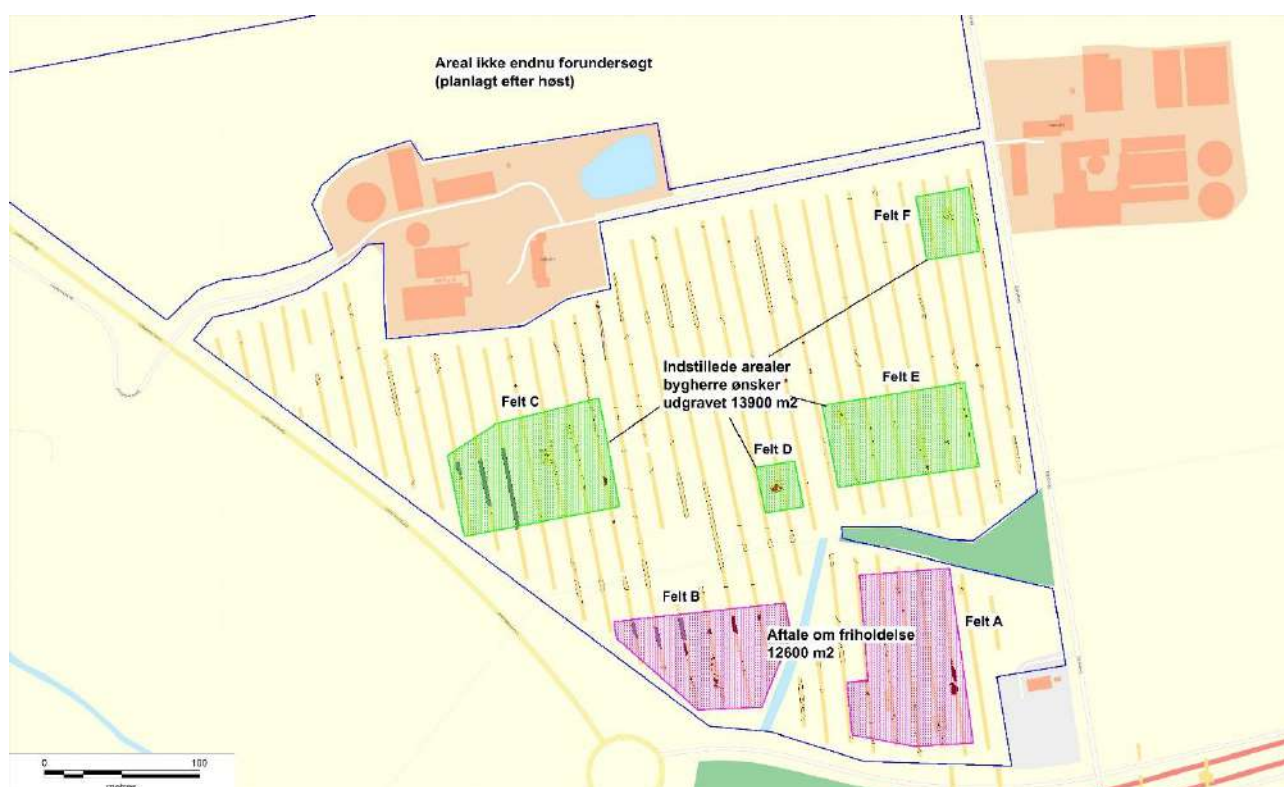 Areal ikke endnu forundersøgt
(planlagt efter høst)
Felt F
Indstillede arealer
bygherre ønsker
udgravet 13900 m2
Felt E
Felt C
Felt D
Felt B
Aftale om friholdelse
12600 m2
Felt A
0 100
metres